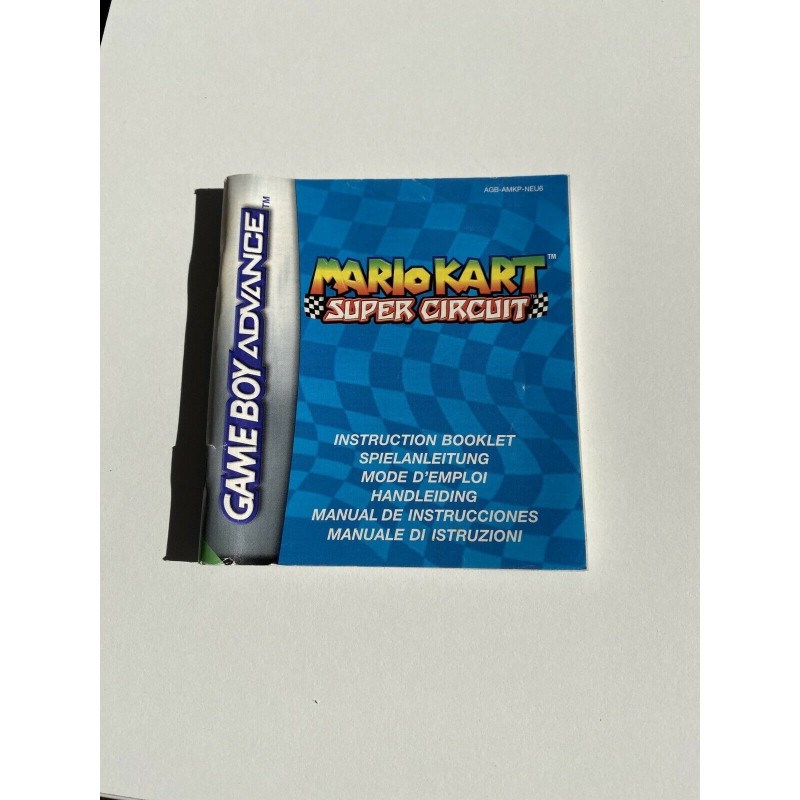 AGB-AMKP-NEU6
GAME BOY ADVANCE™
MARIO KART™
SUPER CIRCUIT™
INSTRUCTION BOOKLET
SPIELANLEITUNG
MODE D'EMPLOI
HANDLEIDING
MANUAL DE INSTRUCCIONES
MANUALE DI ISTRUZIONI